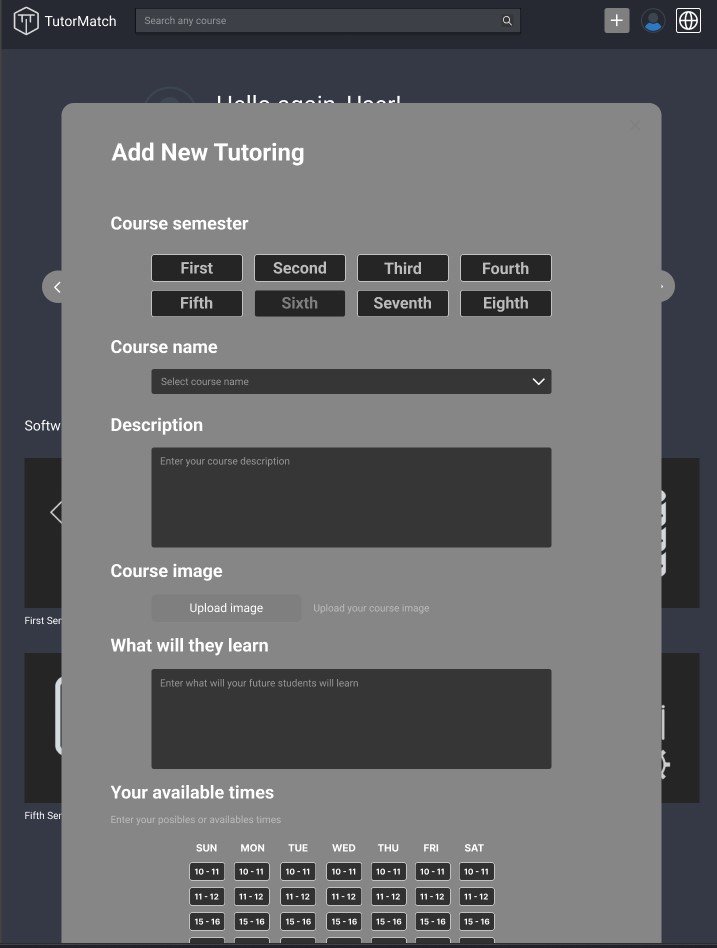 TutorMatch
Search any course
Hello again, User!
Add New Tutoring
Course semester
First Second Third Fourth
Fifth Sixth Seventh Eighth
Course name
Select course name
Softw
Description
Enter your course description
Course image
Upload image Upload your course image
First Ser
What will they learn
Enter what will your future students will learn
Your available times
Fifth Ser
Enter your posibles or availables times
SUN MON TUE WED THU FRI SAT
10 - 11 10 - 11 10 - 11 10 - 11 10 - 11 10 - 11 10 - 11
11 - 12 11 - 12 11 - 12 11 - 12 11 - 12 11 - 12 11 - 12
15 - 16 15 - 16 15 - 16 15 - 16 15 - 16 15 - 16 15 - 16